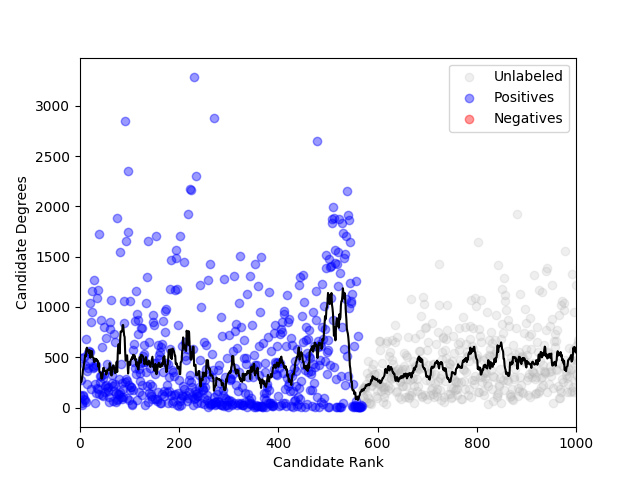 Unlabeled
Positives
Negatives
3000
2500
2000
1500
1000
500
0
Candidate Degrees
0 200 400 600 800 1000
Candidate Rank